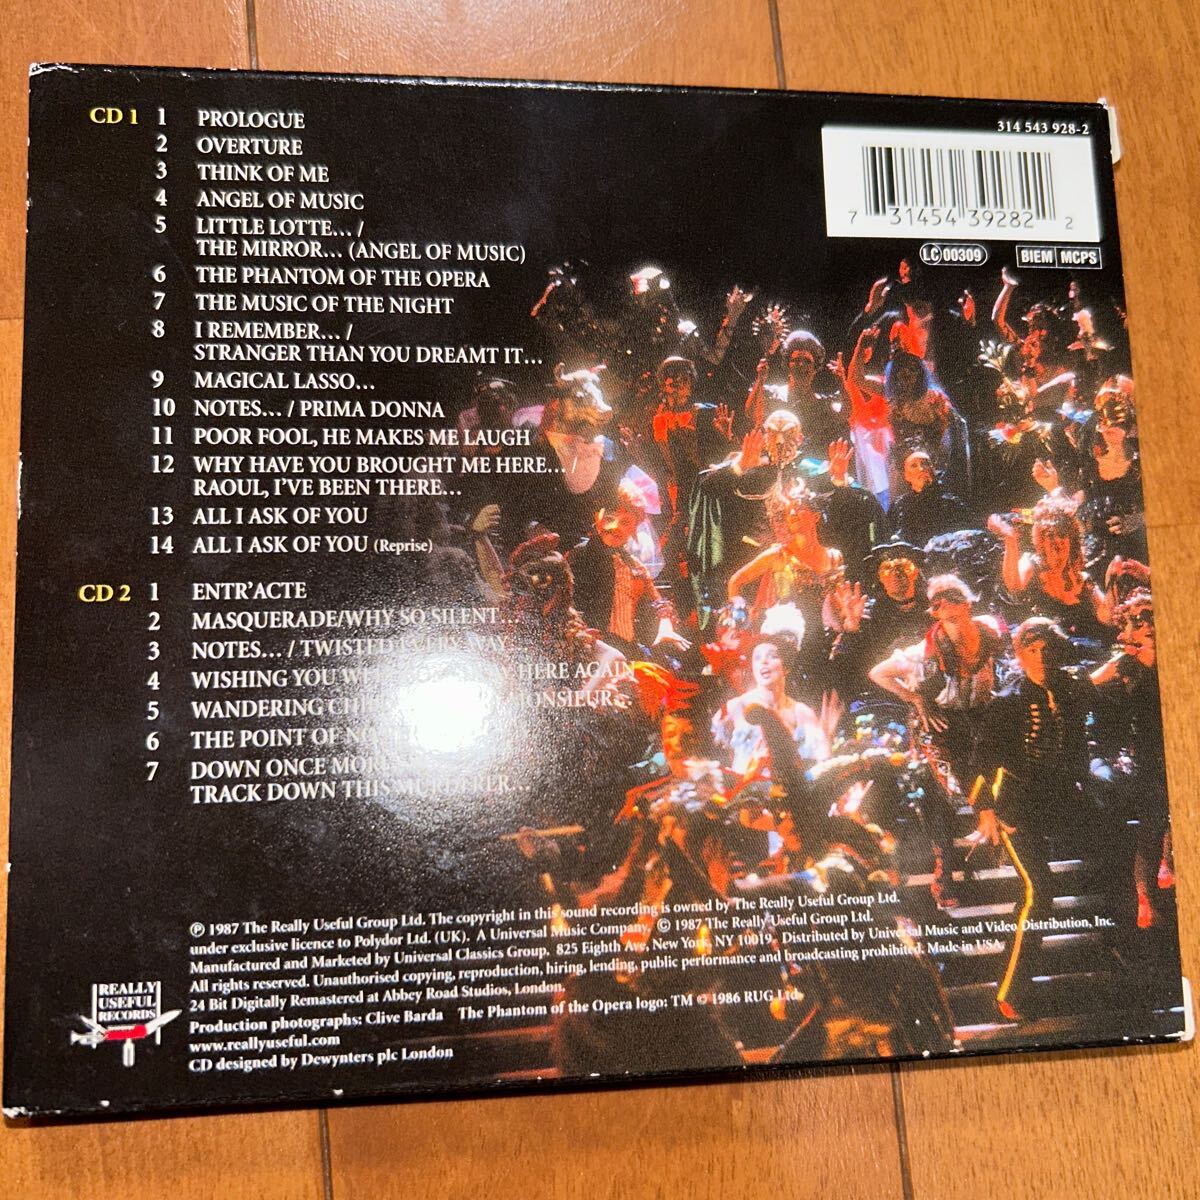 CD 1 1 PROLOGUE
2 OVERTURE
3 THINK OF ME
4 ANGEL OF MUSIC
5 LITTLE LOTTE... /
THE MIRROR... (ANGEL OF MUSIC)
6 THE PHANTOM OF THE OPERA
7 THE MUSIC OF THE NIGHT
8 I REMEMBER... /
STRANGER THAN YOU DREAMT IT...
9 MAGICAL LASSO...
10 NOTES... / PRIMA DONNA
11 POOR FOOL, HE MAKES ME LAUGH
12 WHY HAVE YOU BROUGHT ME HERE... /
RAOUL, I'VE BEEN THERE...
13 ALL I ASK OF YOU
14 ALL I ASK OF YOU (Reprise)
CD 2 1 ENTR'ACTE
2 MASQUERADE/WHY SO SILENT...
3 NOTES... / TWISTED EVERY WAY
4 WISHING YOU HERE AGAIN
5 WANDERING MONSIEUR...
6 THE POINT OF NO
7 DOWN ONCE MORE
TRACK DOWN THIS MURDERER...
314 543 928-2
7 31454 39282 2
LC 00309
BIEM MCPS
℗ 1987 The Really Useful Group Ltd. The copyright in this sound recording is owned by The Really Useful Group Ltd.
under exclusive licence to Polydor Ltd. (UK). A Universal Music Company. © 1987 The Really Useful Group Ltd.
Manufactured and Marketed by Universal Classics Group, 825 Eighth Ave, New York, NY 10019. Distributed by Universal Music and Video Distribution, Inc.
All rights reserved. Unauthorised copying, reproduction, hiring, lending, public performance and broadcasting prohibited. Made in USA.
24 Bit Digitally Remastered at Abbey Road Studios, London.
Production photographs: Clive Barda The Phantom of the Opera logo: TM © 1986 RUG Ltd.
www.reallyuseful.com
CD designed by Dewynters plc London
REALLY
USEFUL
RECORDS